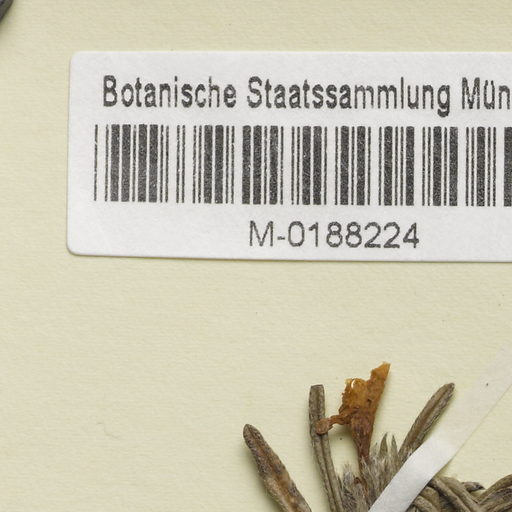 Botanische Staatssammlung Mün
M-0188224